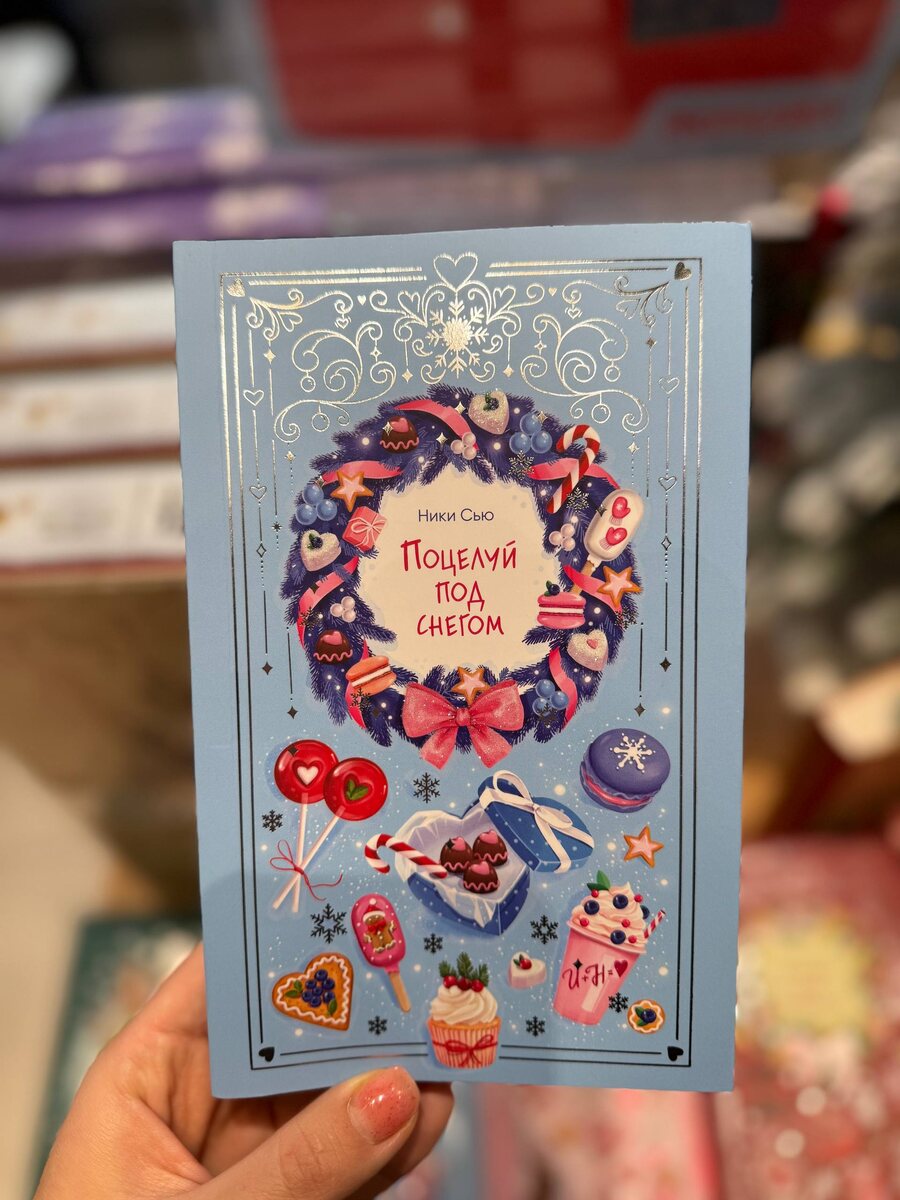 Ники Сью
Поцелуй
под
снегом
И+Н=♥